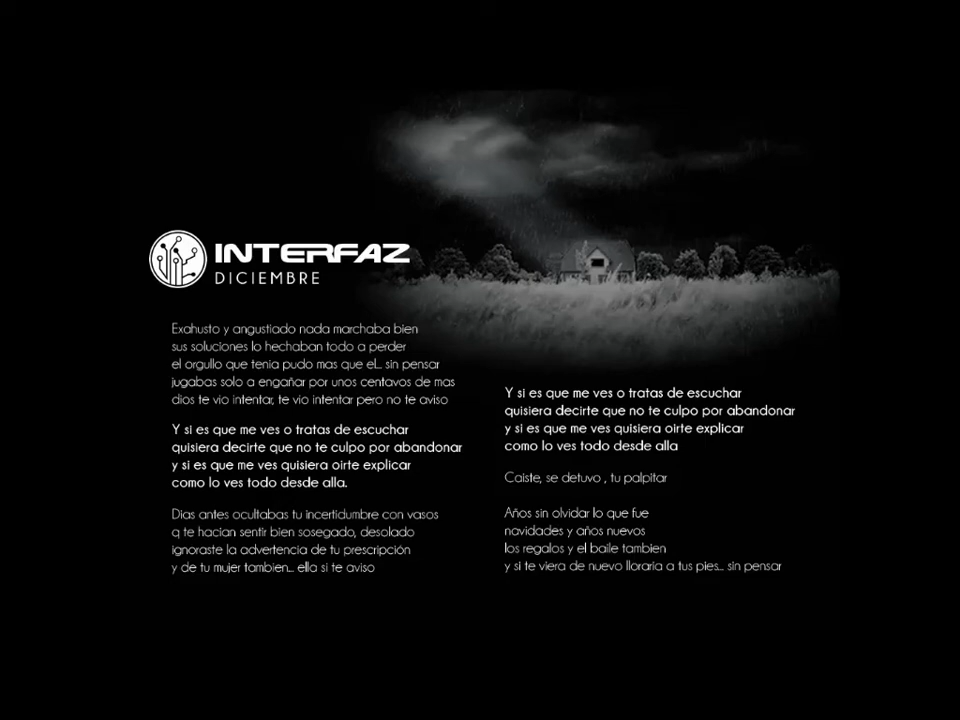 INTERFAZ
DICIEMBRE
Exahusto y angustiado nada marchaba bien
sus soluciones lo hechaban todo a perder
el orgullo que tenia pudo mas que el... sin pensar
jugabas solo a engañar por unos centavos de mas
dios te vio intentar, te vio intentar pero no te aviso
Y si es que me ves o tratas de escuchar
quisiera decirte que no te culpo por abandonar
y si es que me ves quisiera oirte explicar
como lo ves todo desde alla.
Dias antes ocultabas tu incertidumbre con vasos
q te hacian sentir bien sosegado, desolado
ignoraste la advertencia de tu prescripción
y de tu mujer tambien... ella si te aviso
Y si es que me ves o tratas de escuchar
quisiera decirte que no te culpo por abandonar
y si es que me ves quisiera oirte explicar
como lo ves todo desde alla
Caiste, se detuvo , tu palpitar
Años sin olvidar lo que fue
navidades y años nuevos
los regalos y el baile tambien
y si te viera de nuevo lloraria a tus pies... sin pensar